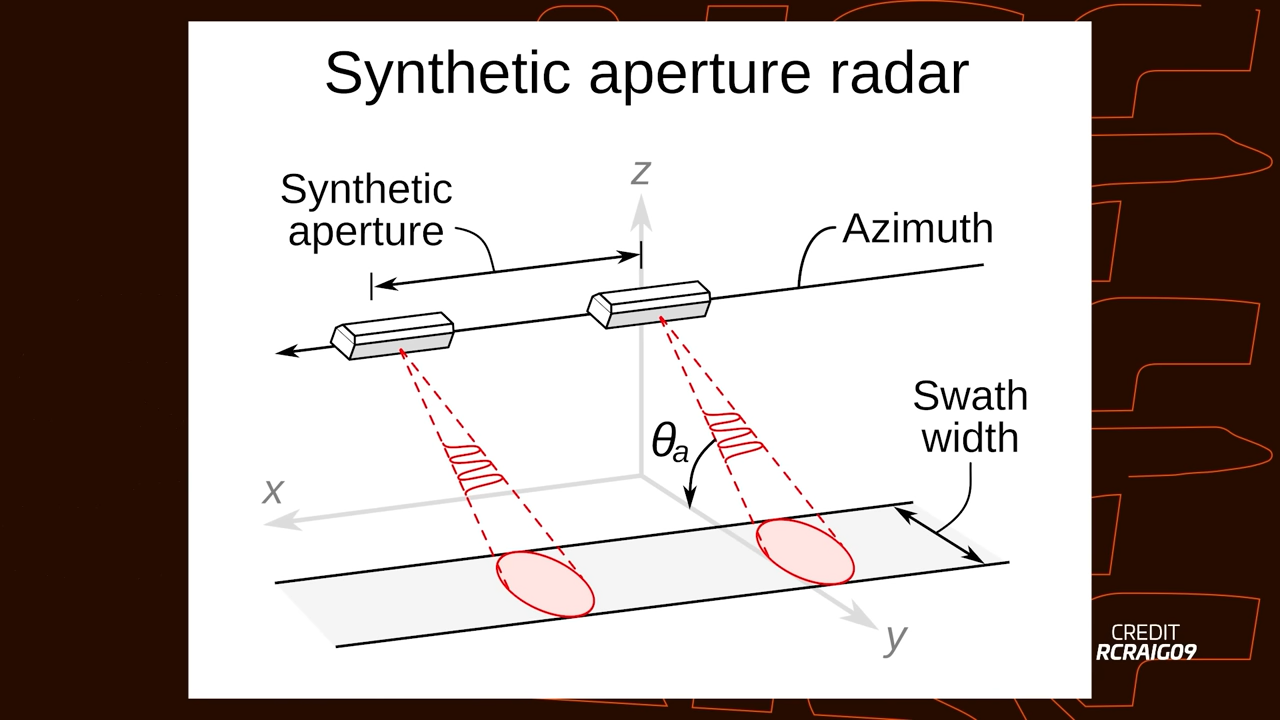 Synthetic aperture radar
z
Synthetic
aperture
Azimuth
Swath
width
θa
x
y
CREDIT
RCRAIG09